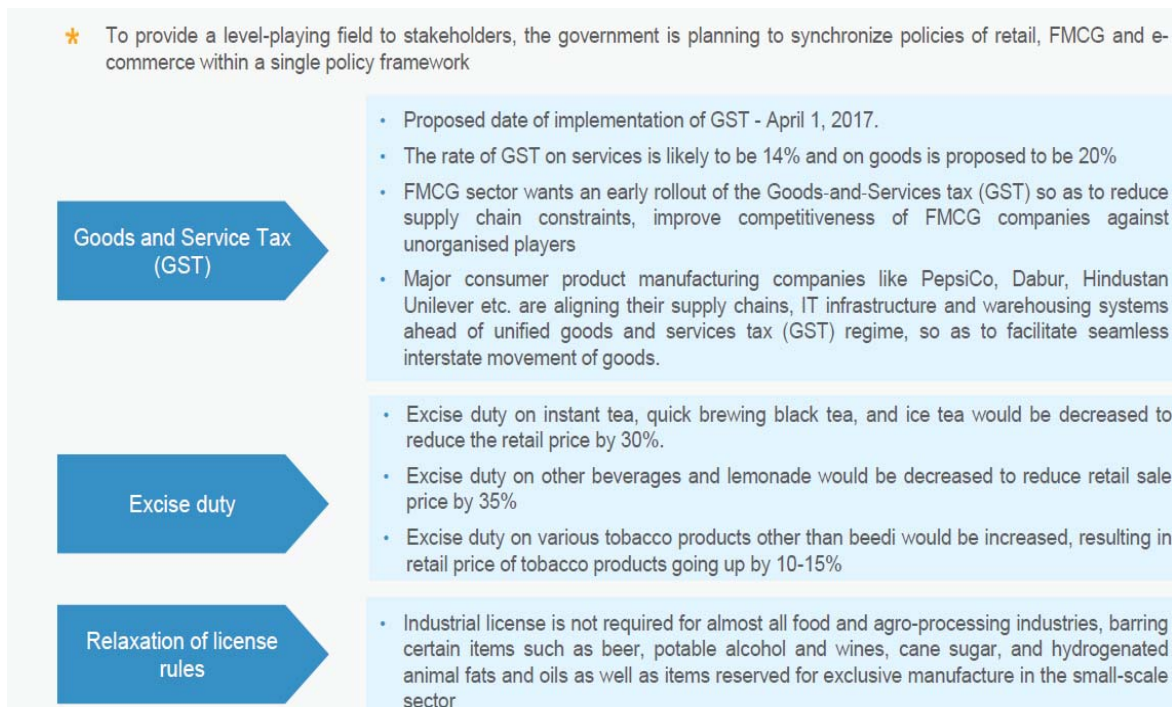 * To provide a level-playing field to stakeholders, the government is planning to synchronize policies of retail, FMCG and e-
commerce within a single policy framework
Goods and Service Tax
(GST)
• Proposed date of implementation of GST - April 1, 2017.
• The rate of GST on services is likely to be 14% and on goods is proposed to be 20%
• FMCG sector wants an early rollout of the Goods-and-Services tax (GST) so as to reduce
supply chain constraints, improve competitiveness of FMCG companies against
unorganised players
• Major consumer product manufacturing companies like PepsiCo, Dabur, Hindustan
Unilever etc. are aligning their supply chains, IT infrastructure and warehousing systems
ahead of unified goods and services tax (GST) regime, so as to facilitate seamless
interstate movement of goods.
Excise duty
• Excise duty on instant tea, quick brewing black tea, and ice tea would be decreased to
reduce the retail price by 30%.
• Excise duty on other beverages and lemonade would be decreased to reduce retail sale
price by 35%
• Excise duty on various tobacco products other than beedi would be increased, resulting in
retail price of tobacco products going up by 10-15%
Relaxation of license
rules
• Industrial license is not required for almost all food and agro-processing industries, barring
certain items such as beer, potable alcohol and wines, cane sugar, and hydrogenated
animal fats and oils as well as items reserved for exclusive manufacture in the small-scale
sector